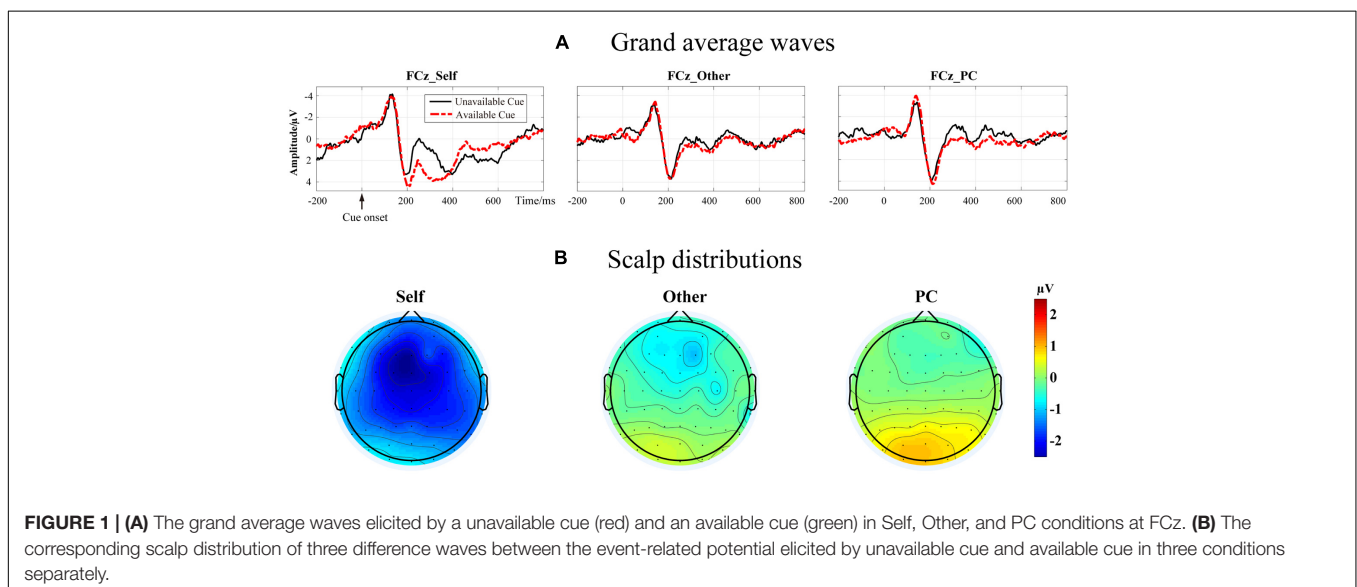 A Grand average waves
FCz_Self FCz_Other FCz_PC
Amplitude/µV
-4
-2
0
2
4
Unavailable Cue
Available Cue
-200 0 200 400 600 Time/ms
-200 0 200 400 600 800
-200 0 200 400 600 800
Cue onset
B Scalp distributions
Self Other PC
µV
2
1
0
-1
-2
FIGURE 1 | (A) The grand average waves elicited by a unavailable cue (red) and an available cue (green) in Self, Other, and PC conditions at FCz. (B) The
corresponding scalp distribution of three difference waves between the event-related potential elicited by unavailable cue and available cue in three conditions
separately.